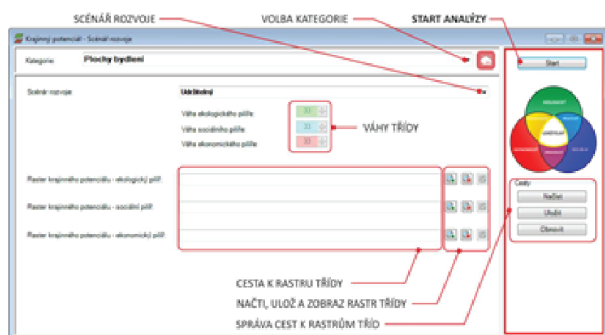 SCÉNÁŘ ROZVOJE
VOLBA KATEGORIE
START ANALÝZY
Krajinný potenciál - Scénář rozvoje
Kategorie
Plochy bydlení
Start
Scénář rozvoje:
Udržitelný
Váha ekologického pilíře
33
Váha sociálního pilíře
33
VÁHY TŘÍDY
Váha ekonomického pilíře
33
Raster krajinného potenciálu - ekologický pilíř:
Raster krajinného potenciálu - sociální pilíř:
Raster krajinného potenciálu - ekonomický pilíř:
Cesty
Načíst
Uložit
Obnovit
CESTA K RASTRU TŘÍDY
NAČTI, ULOŽ A ZOBRAZ RASTR TŘÍDY
SPRÁVA CEST K RASTRŮM TŘÍD